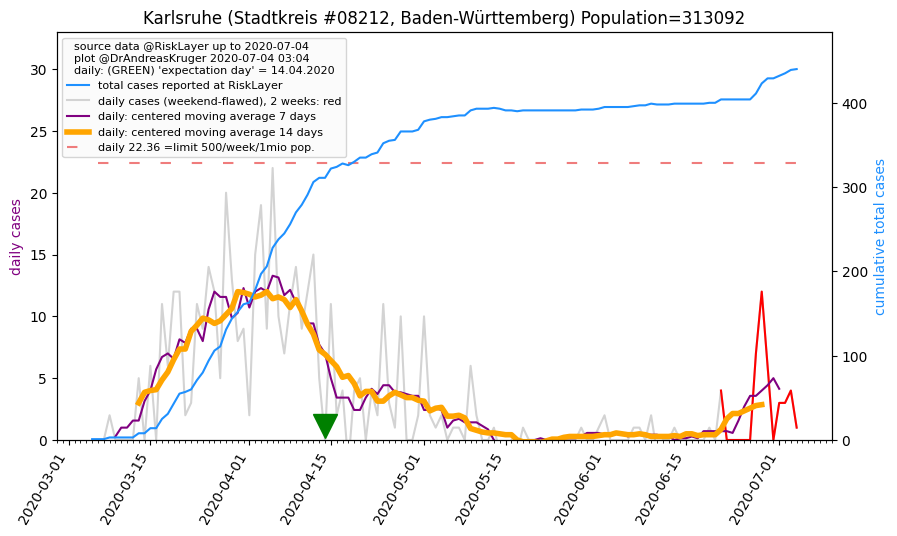 Karlsruhe (Stadtkreis #08212, Baden-Württemberg) Population=313092
source data @RiskLayer up to 2020-07-04
plot @DrAndreasKruger 2020-07-04 03:04
daily: (GREEN) 'expectation day' = 14.04.2020
total cases reported at RiskLayer
daily cases (weekend-flawed), 2 weeks: red
daily: centered moving average 7 days
daily: centered moving average 14 days
daily 22.36 =limit 500/week/1mio pop.
daily cases
30
25
20
15
10
5
0
400
300
200
100
0
cumulative total cases
2020-03-01
2020-03-15
2020-04-01
2020-04-15
2020-05-01
2020-05-15
2020-06-01
2020-06-15
2020-07-01